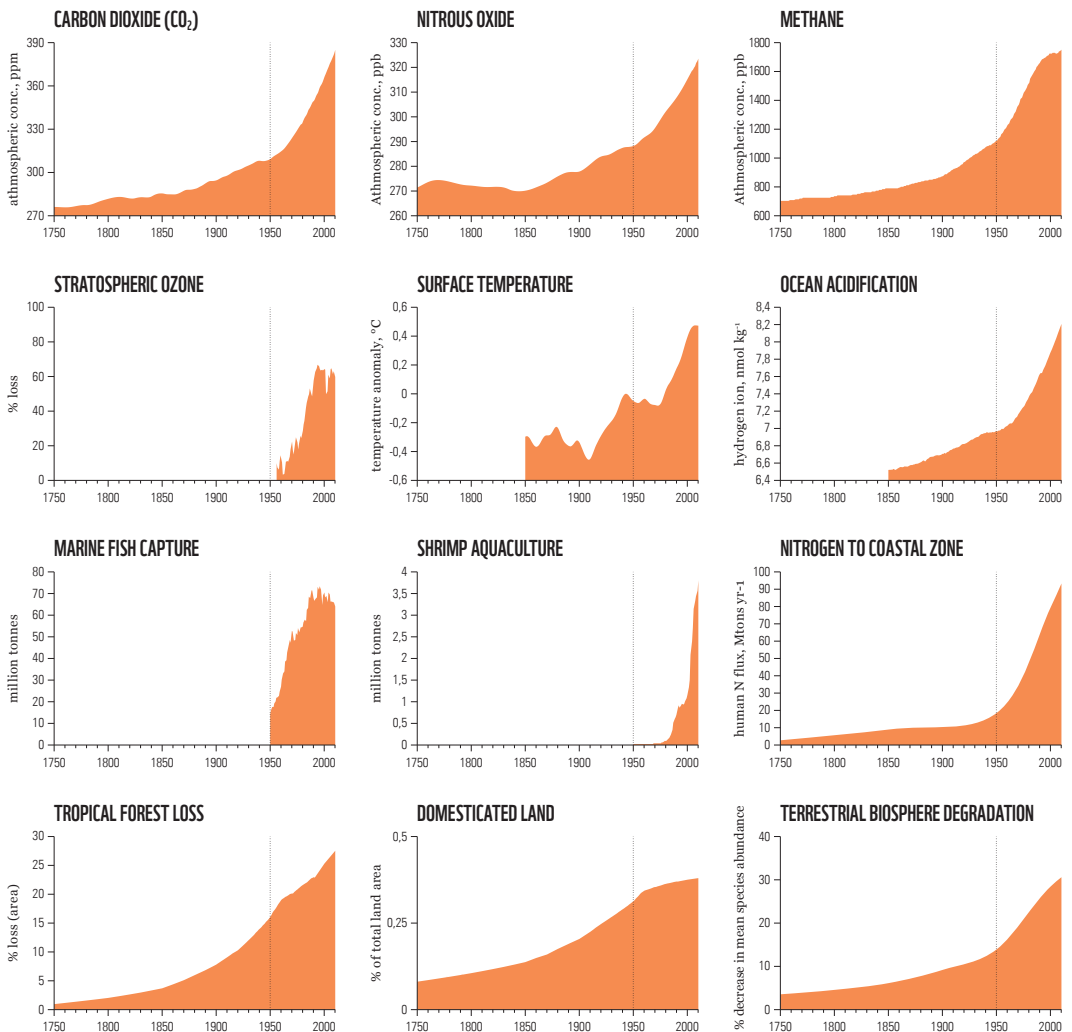 CARBON DIOXIDE (CO₂)
athmospheric conc., ppm
390
360
330
300
270
1750 1800 1850 1900 1950 2000
NITROUS OXIDE
Athmospheric conc., ppb
330
320
310
300
290
280
270
260
1750 1800 1850 1900 1950 2000
METHANE
Athmospheric conc., ppb
1800
1600
1400
1200
1000
800
600
1750 1800 1850 1900 1950 2000
STRATOSPHERIC OZONE
% loss
100
80
60
40
20
0
1750 1800 1850 1900 1950 2000
SURFACE TEMPERATURE
temperature anomaly, °C
0,6
0,4
0,2
0
-0,2
-0,4
-0,6
1750 1800 1850 1900 1950 2000
OCEAN ACIDIFICATION
hydrogen ion, nmol kg⁻¹
8,4
8,2
8
7,8
7,6
7,4
7,2
7
6,8
6,6
6,4
1750 1800 1850 1900 1950 2000
MARINE FISH CAPTURE
million tonnes
80
70
60
50
40
30
20
10
0
1750 1800 1850 1900 1950 2000
SHRIMP AQUACULTURE
million tonnes
4
3,5
3
2,5
2
1,5
1
0,5
0
1750 1800 1850 1900 1950 2000
NITROGEN TO COASTAL ZONE
human N flux, Mtons yr-1
100
90
80
70
60
50
40
30
20
10
0
1750 1800 1850 1900 1950 2000
TROPICAL FOREST LOSS
% loss (area)
30
25
20
15
10
5
0
1750 1800 1850 1900 1950 2000
DOMESTICATED LAND
% of total land area
0,5
0,25
0
1750 1800 1850 1900 1950 2000
TERRESTRIAL BIOSPHERE DEGRADATION
% decrease in mean species abundance
40
30
20
10
0
1750 1800 1850 1900 1950 2000